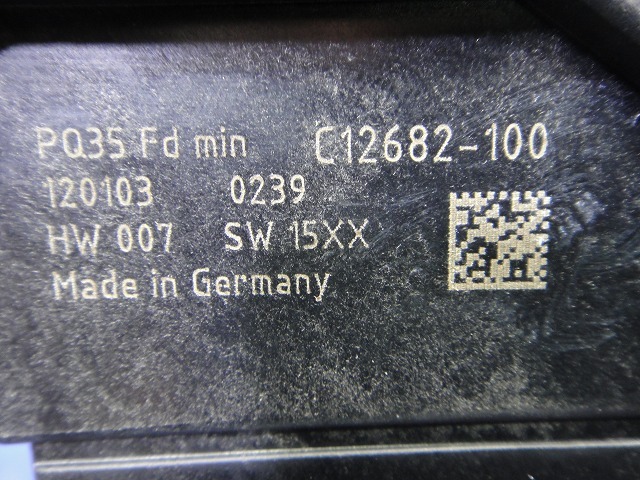 PQ35 Fd min C12682-100
120103 0239
HW 007 SW 15XX
Made in Germany